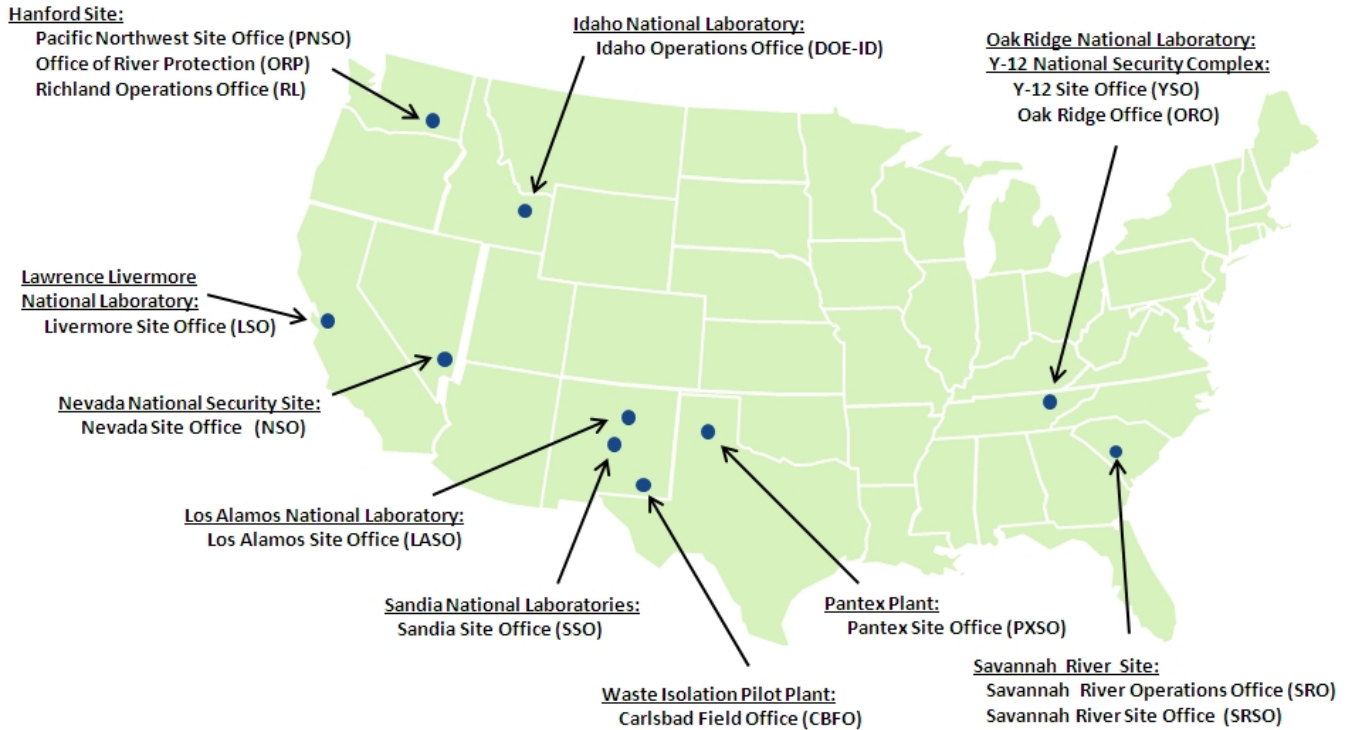 Hanford Site:
Pacific Northwest Site Office (PNSO)
Office of River Protection (ORP)
Richland Operations Office (RL)
Idaho National Laboratory:
Idaho Operations Office (DOE-ID)
Oak Ridge National Laboratory:
Y-12 National Security Complex:
Y-12 Site Office (YSO)
Oak Ridge Office (ORO)
Lawrence Livermore
National Laboratory:
Livermore Site Office (LSO)
Nevada National Security Site:
Nevada Site Office (NSO)
Los Alamos National Laboratory:
Los Alamos Site Office (LASO)
Sandia National Laboratories:
Sandia Site Office (SSO)
Waste Isolation Pilot Plant:
Carlsbad Field Office (CBFO)
Pantex Plant:
Pantex Site Office (PXSO)
Savannah River Site:
Savannah River Operations Office (SRO)
Savannah River Site Office (SRSO)